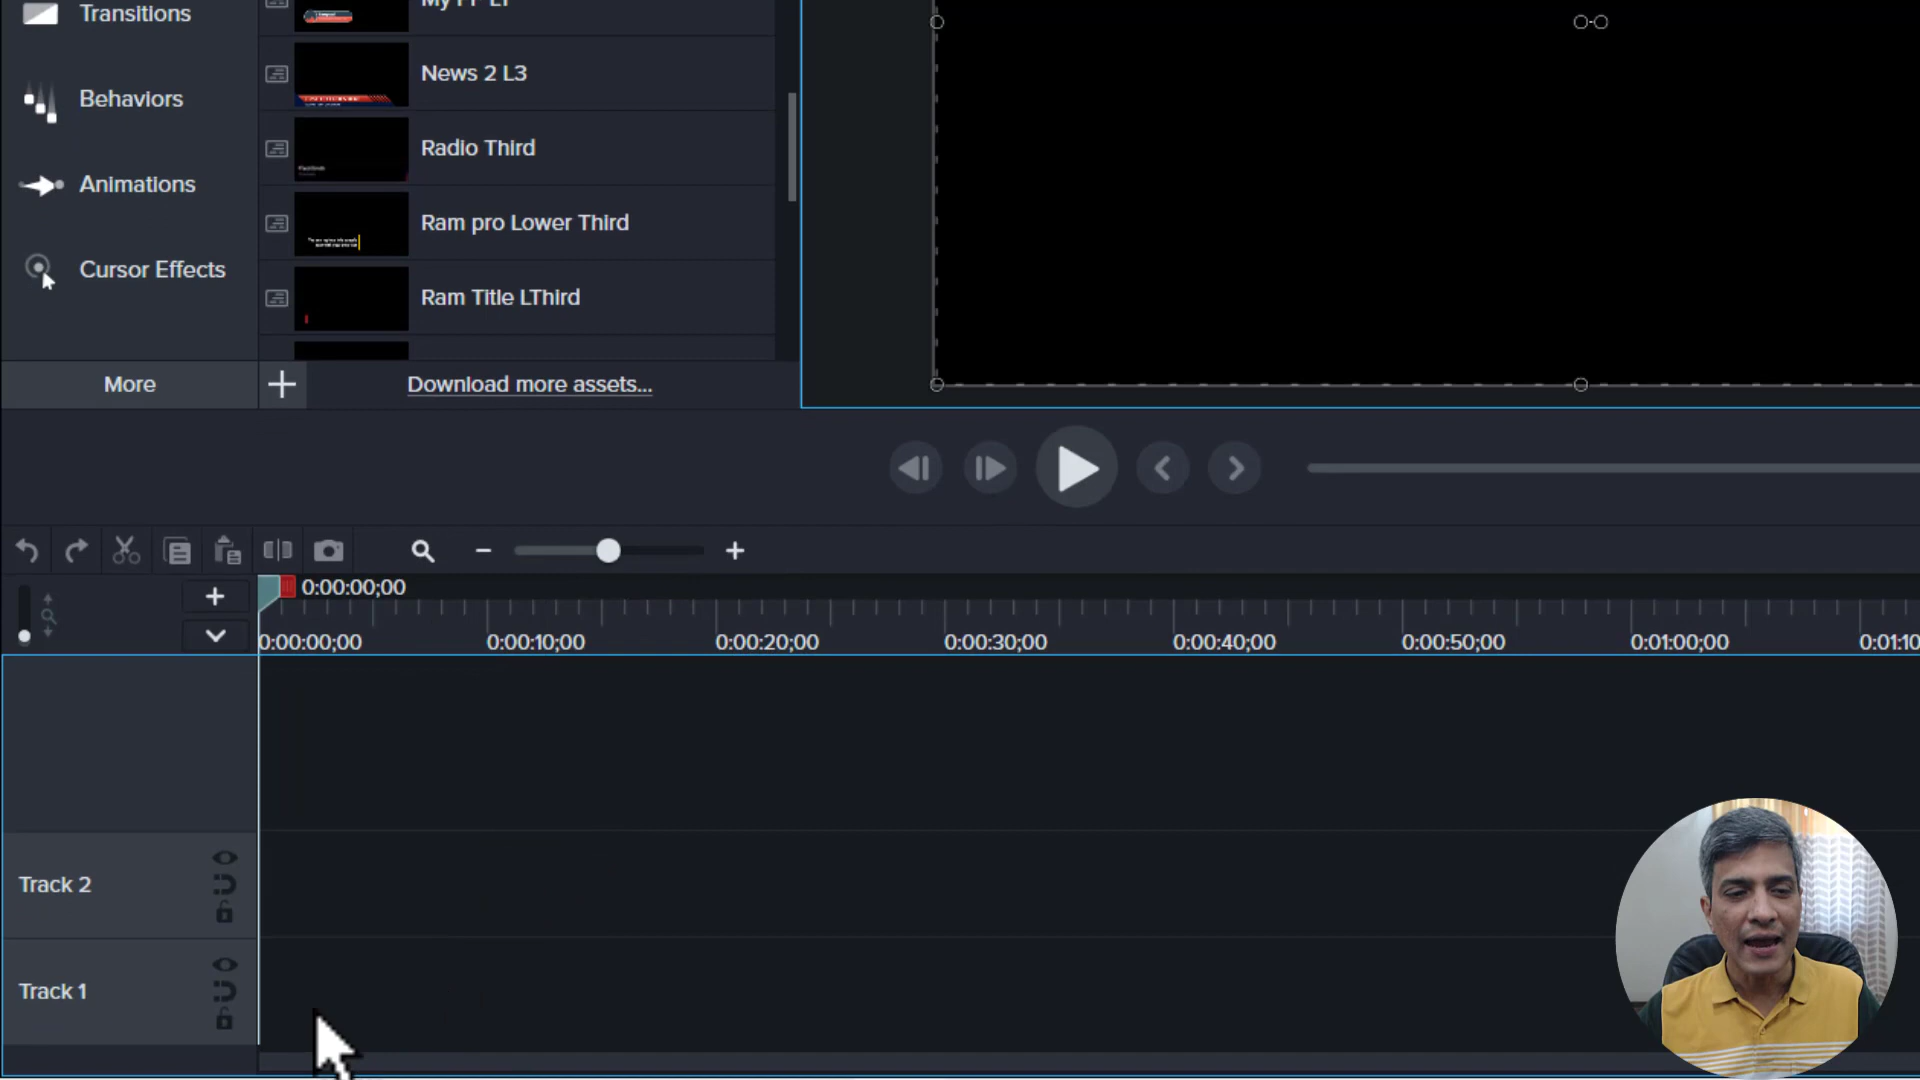 Transitions
Behaviors
Animations
Cursor Effects
More
News 2 L3
Radio Third
Ram pro Lower Third
Ram Title LThird
Download more assets...
0:00:00;00
0:00:00;00
0:00:10;00
0:00:20;00
0:00:30;00
0:00:40;00
0:00:50;00
0:01:00;00
0:01:10
Track 2
Track 1